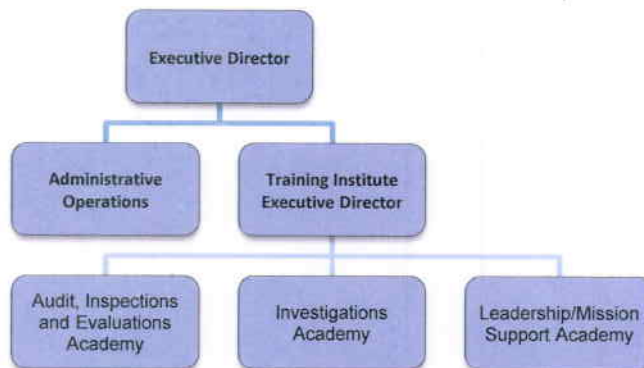 Executive Director
Administrative
Operations
Training Institute
Executive Director
Audit, Inspections
and Evaluations
Academy
Investigations
Academy
Leadership/Mission
Support Academy